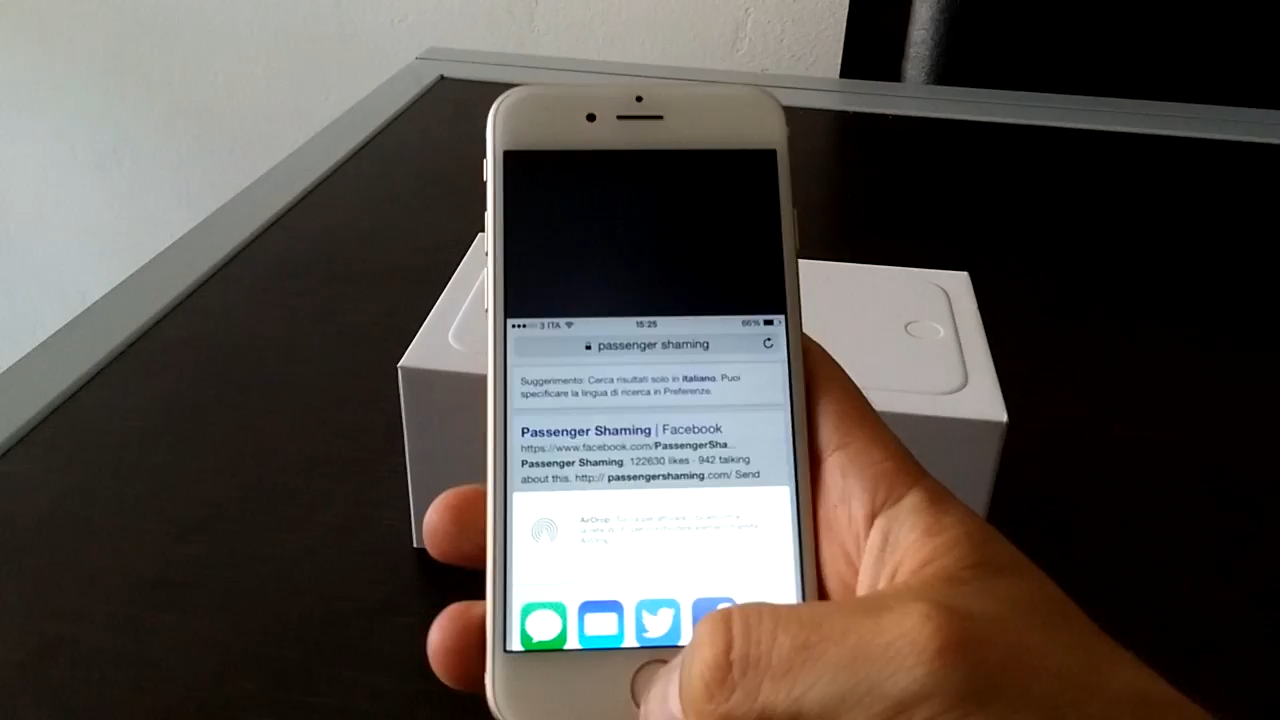 3 ITA 15:25 66%
passenger shaming
Suggerimento: Cerca risultati solo in italiano. Puoi
specificare la lingua di ricerca in Preferenze.
Passenger Shaming | Facebook
https://www.facebook.com/PassengerSha...
Passenger Shaming. 122630 likes · 942 talking
about this. http:// passengershaming.com/ Send
AirDrop.